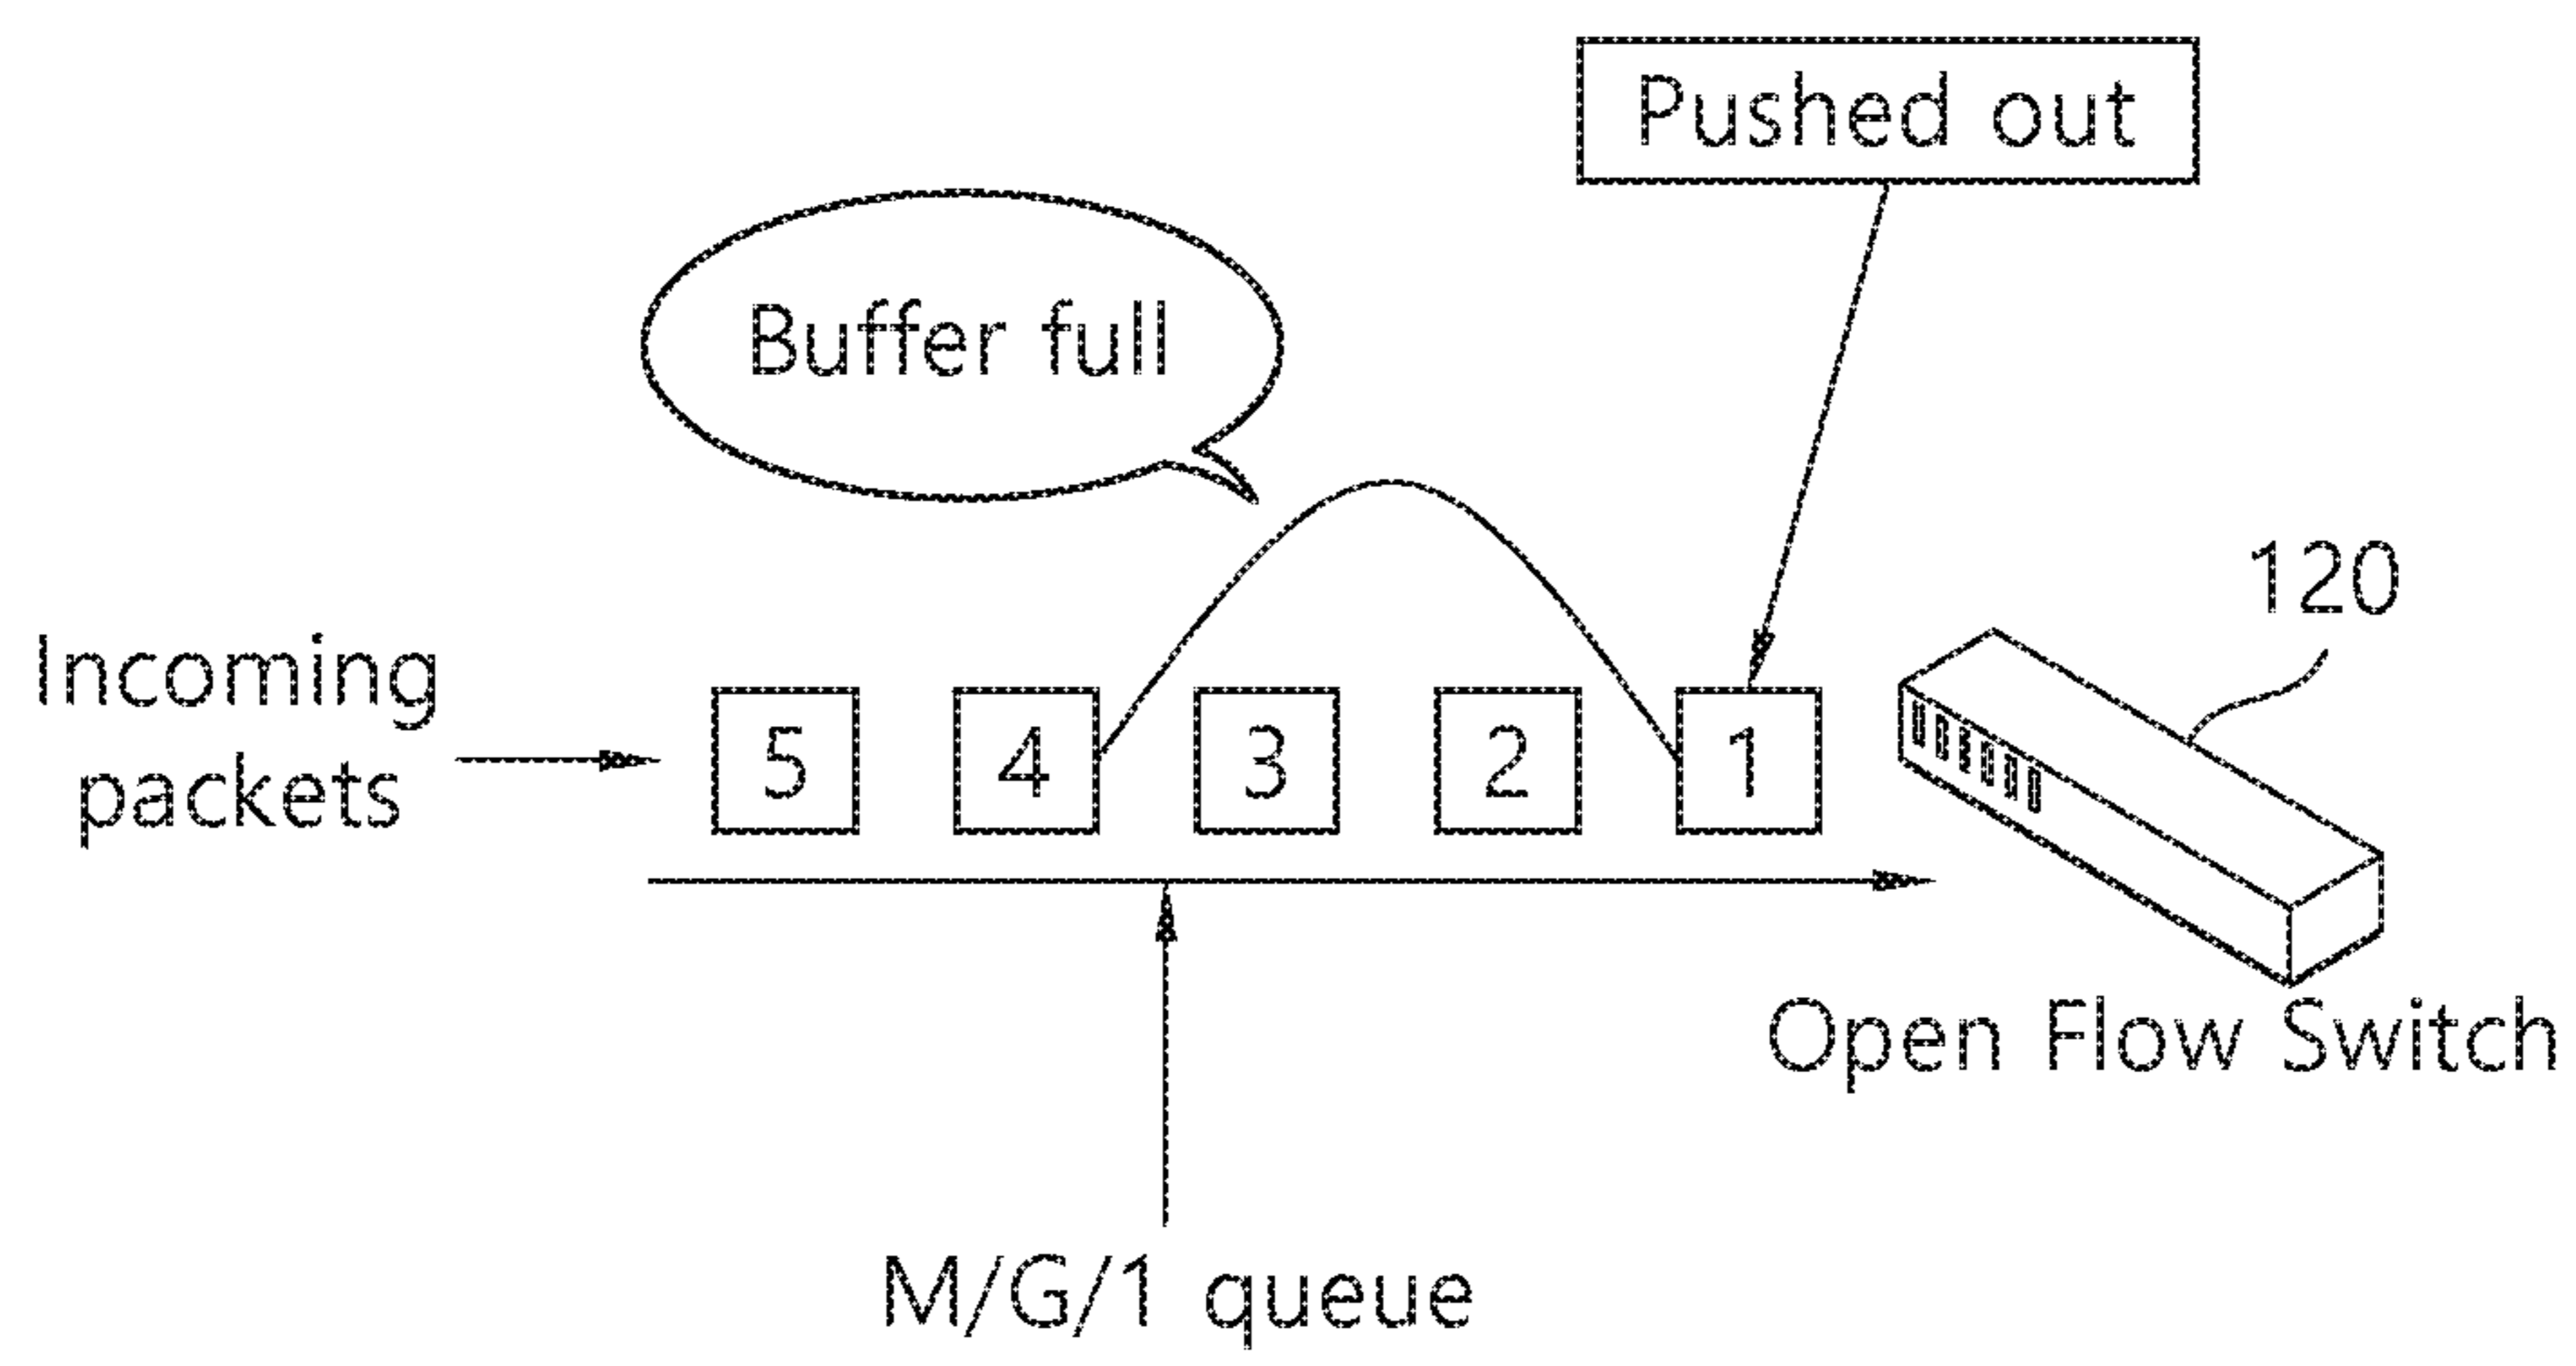 Pushed out
Buffer full
120
Incoming
packets
5 4 3 2 1
Open Flow Switch
M/G/1 queue